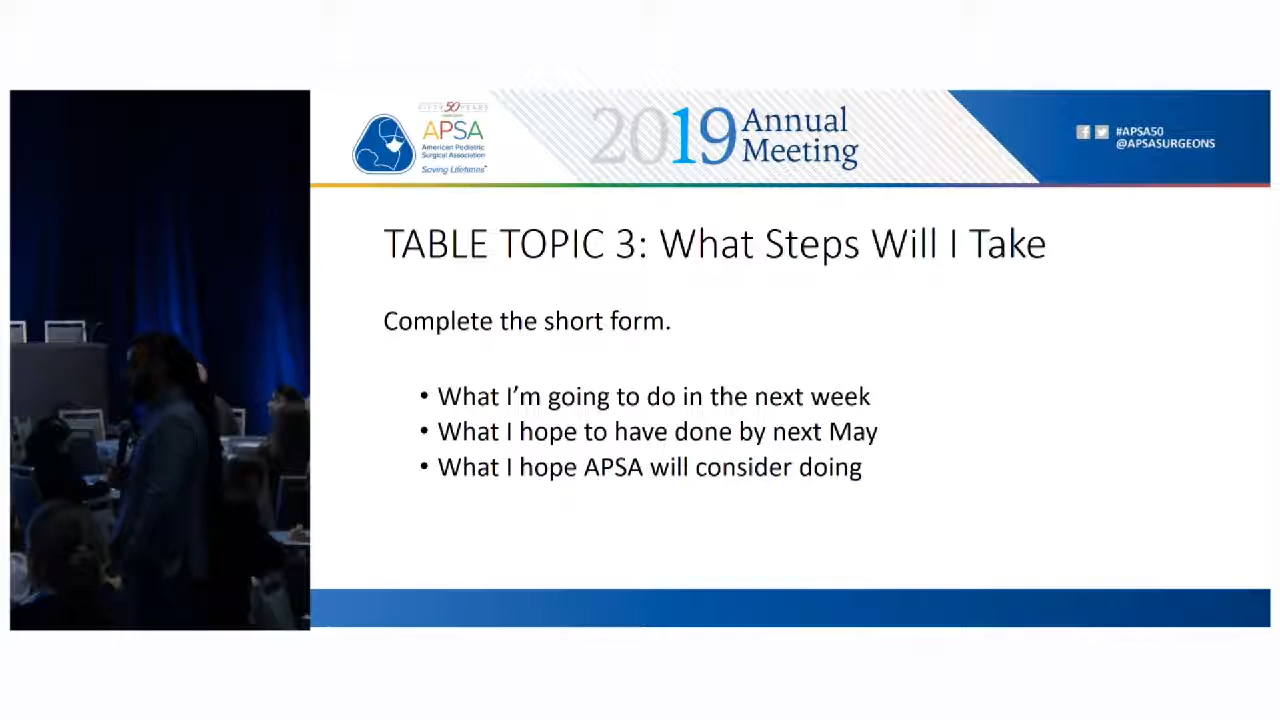 FIFTY 50 YEARS
APSA
American Pediatric
Surgical Association
Saving Lifetimes
2019 Annual
Meeting
#APSA50
@APSASURGEONS
TABLE TOPIC 3: What Steps Will I Take
Complete the short form.
• What I’m going to do in the next week
• What I hope to have done by next May
• What I hope APSA will consider doing